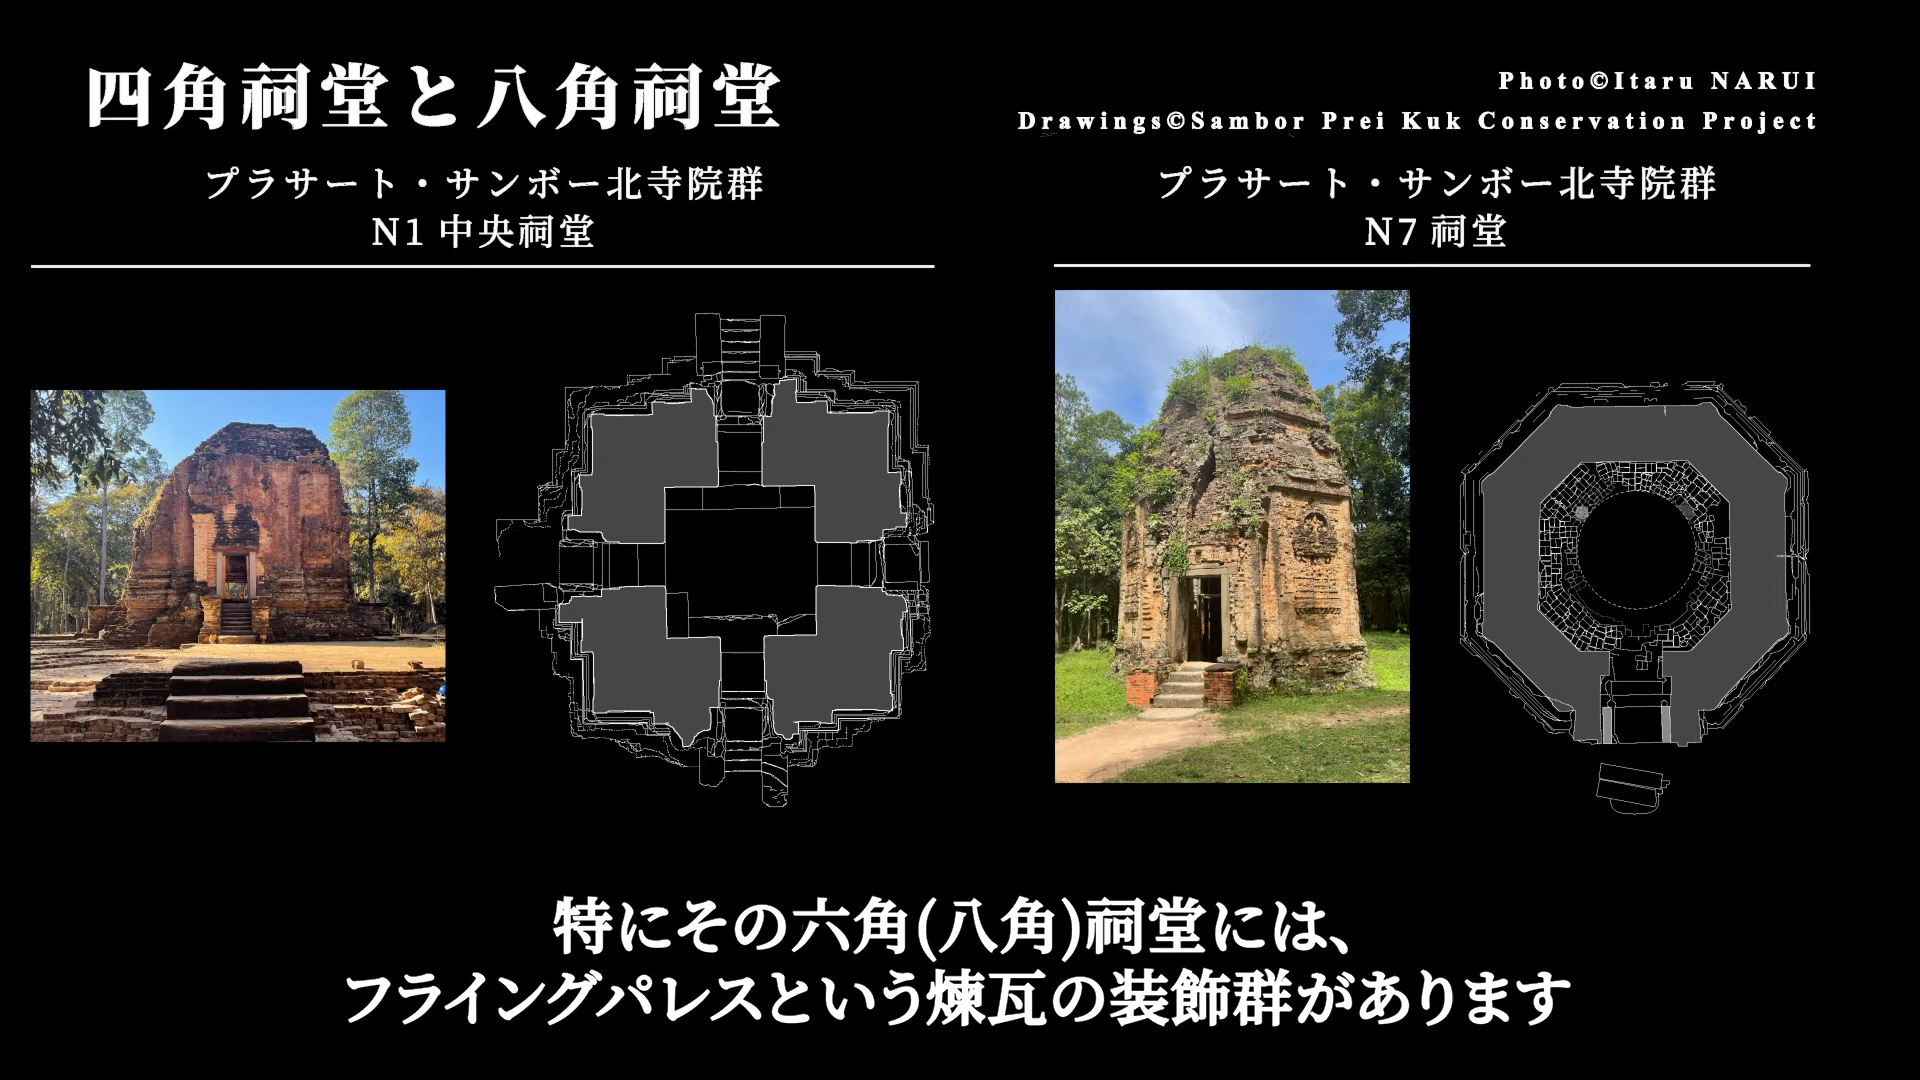 四角祠堂と八角祠堂
Photo©Itaru NARUI
Drawings©Sambor Prei Kuk Conservation Project
プラサート・サンボー北寺院群
N1 中央祠堂
プラサート・サンボー北寺院群
N7 祠堂
特にその六角(八角)祠堂には、
フライングパレスという煉瓦の装飾群があります